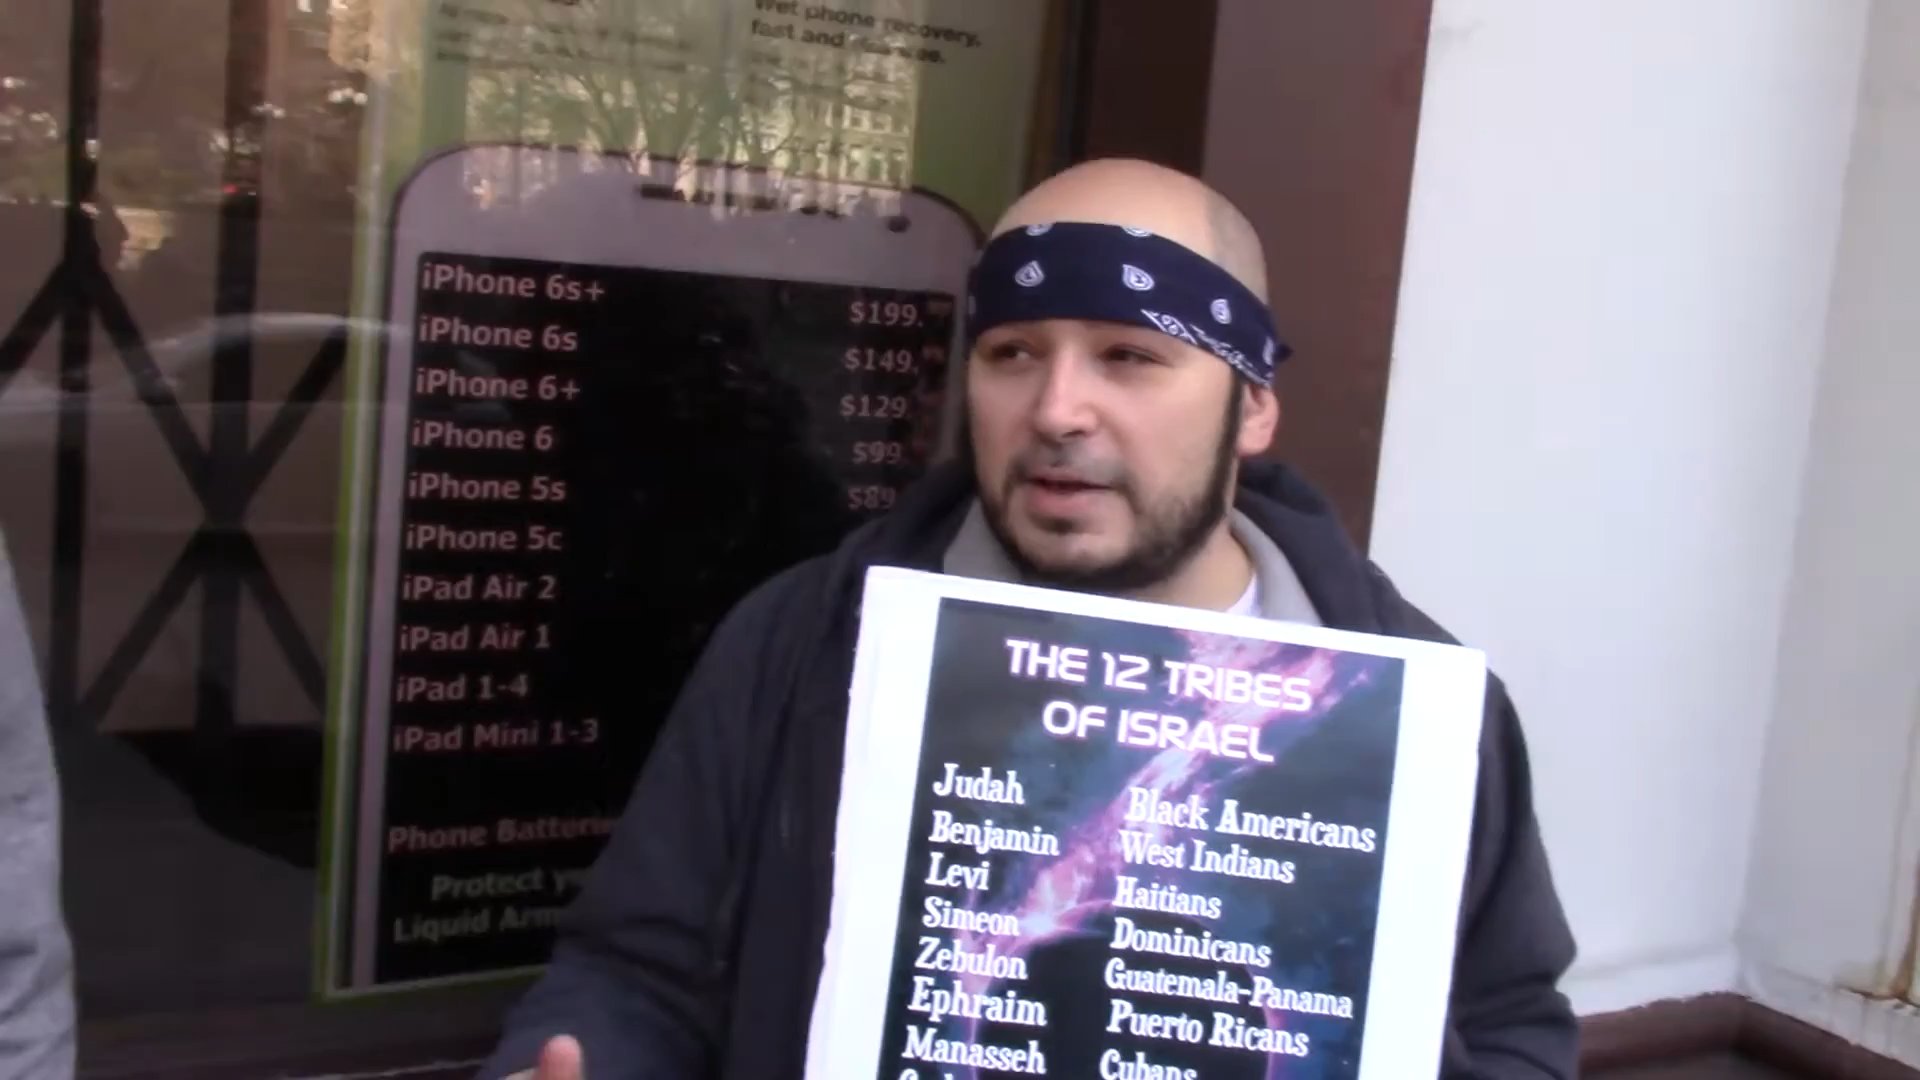 Wet phone recovery,
fast and
iPhone 6s+ $199.
iPhone 6s $149.
iPhone 6+ $129.
iPhone 6 $99
iPhone 5s $89
iPhone 5c
iPad Air 2
iPad Air 1
iPad 1-4
iPad Mini 1-3
Phone
Protect
Liquid
THE 12 TRIBES
OF ISRAEL
Judah Black Americans
Benjamin West Indians
Levi Haitians
Simeon Dominicans
Zebulon Guatemala-Panama
Ephraim Puerto Ricans
Manasseh Cubans